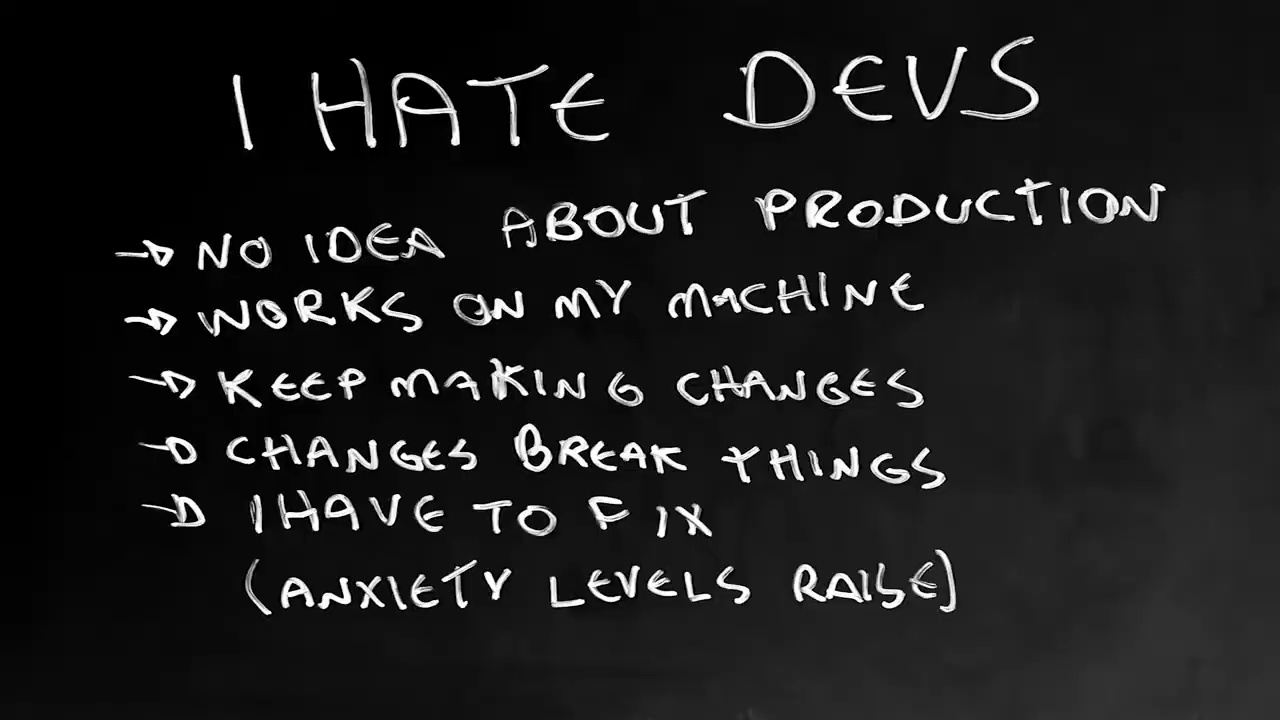 I HATE DEVS
→ NO IDEA ABOUT PRODUCTION
→ WORKS ON MY MACHINE
→ KEEP MAKING CHANGES
→ CHANGES BREAK THINGS
→ I HAVE TO FIX
(ANXIETY LEVELS RAISE)